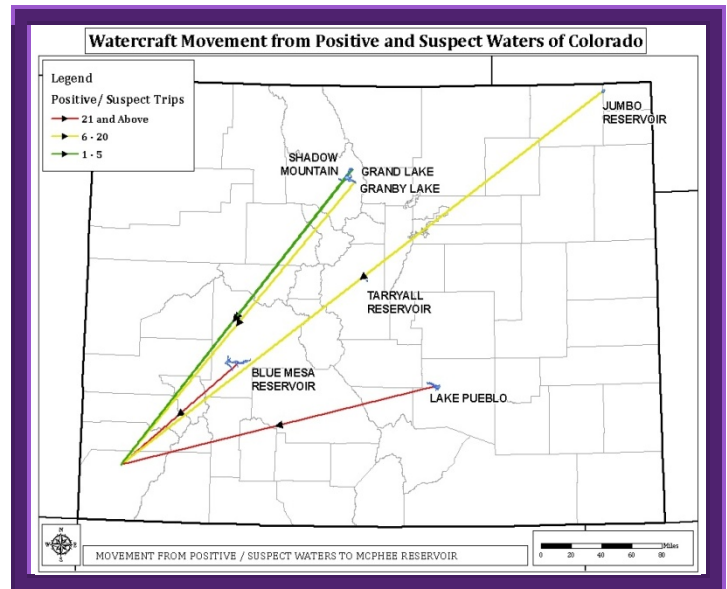 Watercraft Movement from Positive and Suspect Waters of Colorado
Legend
Positive/ Suspect Trips
21 and Above
6 - 20
1 - 5
JUMBO
RESERVOIR
SHADOW
MOUNTAIN
GRAND LAKE
GRANBY LAKE
TARRYALL
RESERVOIR
BLUE MESA
RESERVOIR
LAKE PUEBLO
N
W
E
S
MOVEMENT FROM POSITIVE / SUSPECT WATERS TO MCPHEE RESERVOIR
Miles
0 20 40 60 80